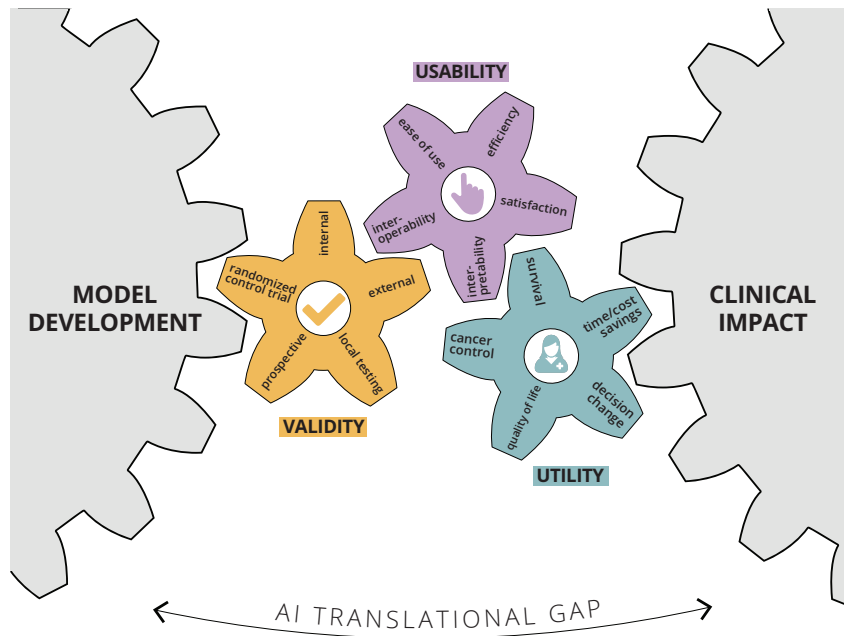 USABILITY
ease of use
efficiency
satisfaction
inter-
pretability
inter-
operability
MODEL
DEVELOPMENT
internal
external
local testing
prospective
randomized
control trial
VALIDITY
survival
time/cost
savings
decision
change
quality of life
cancer
control
UTILITY
CLINICAL
IMPACT
AI TRANSLATIONAL GAP